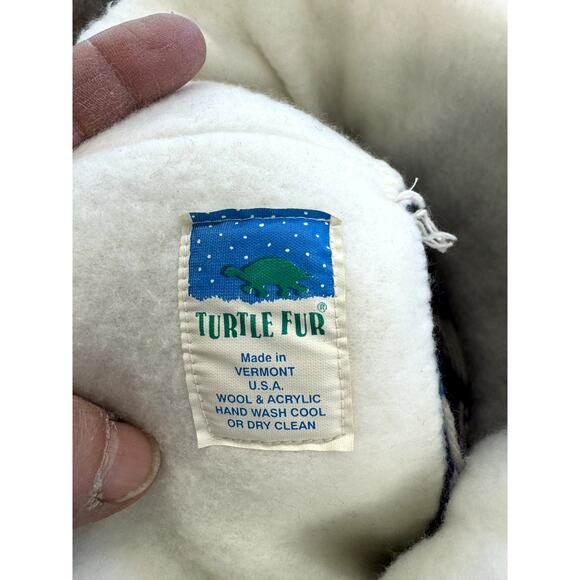 TURTLE FUR®
Made in
VERMONT
U.S.A.
WOOL & ACRYLIC
HAND WASH COOL
OR DRY CLEAN